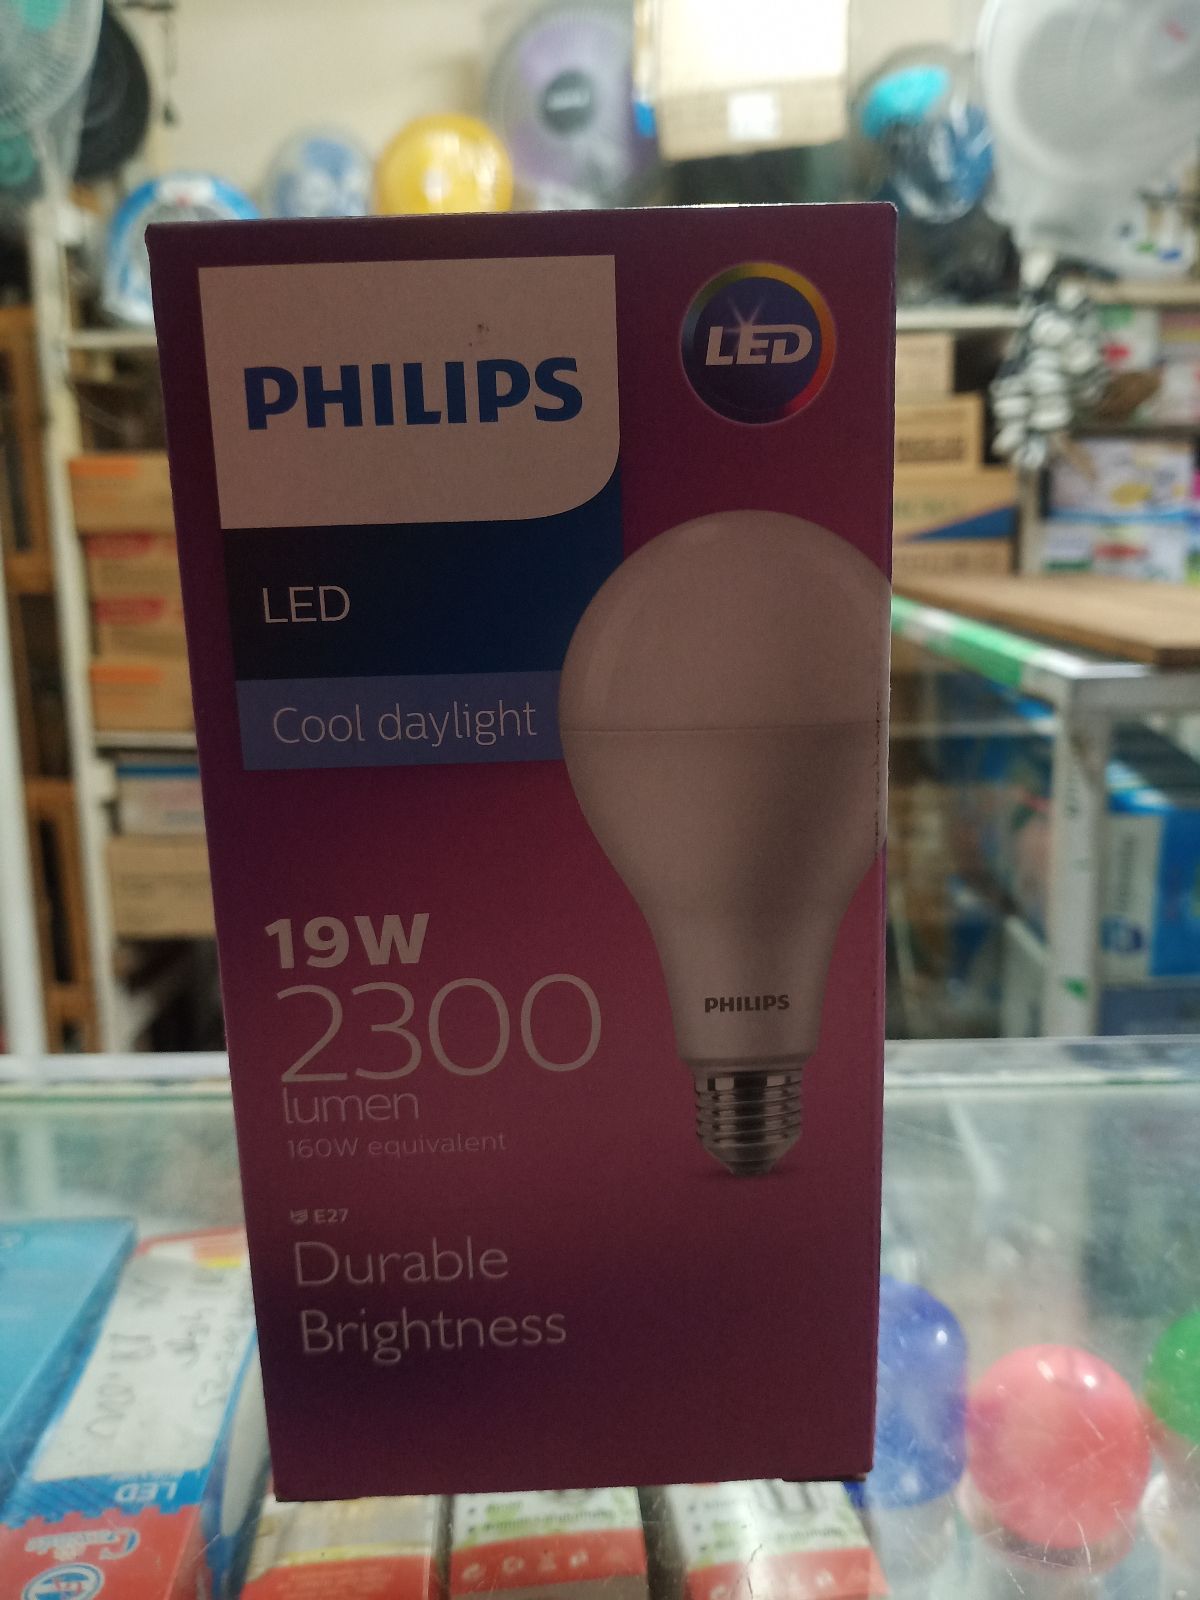 PHILIPS
LED
LED
Cool daylight
19W
2300
lumen
160W equivalent
E27
Durable
Brightness
PHILIPS
LED